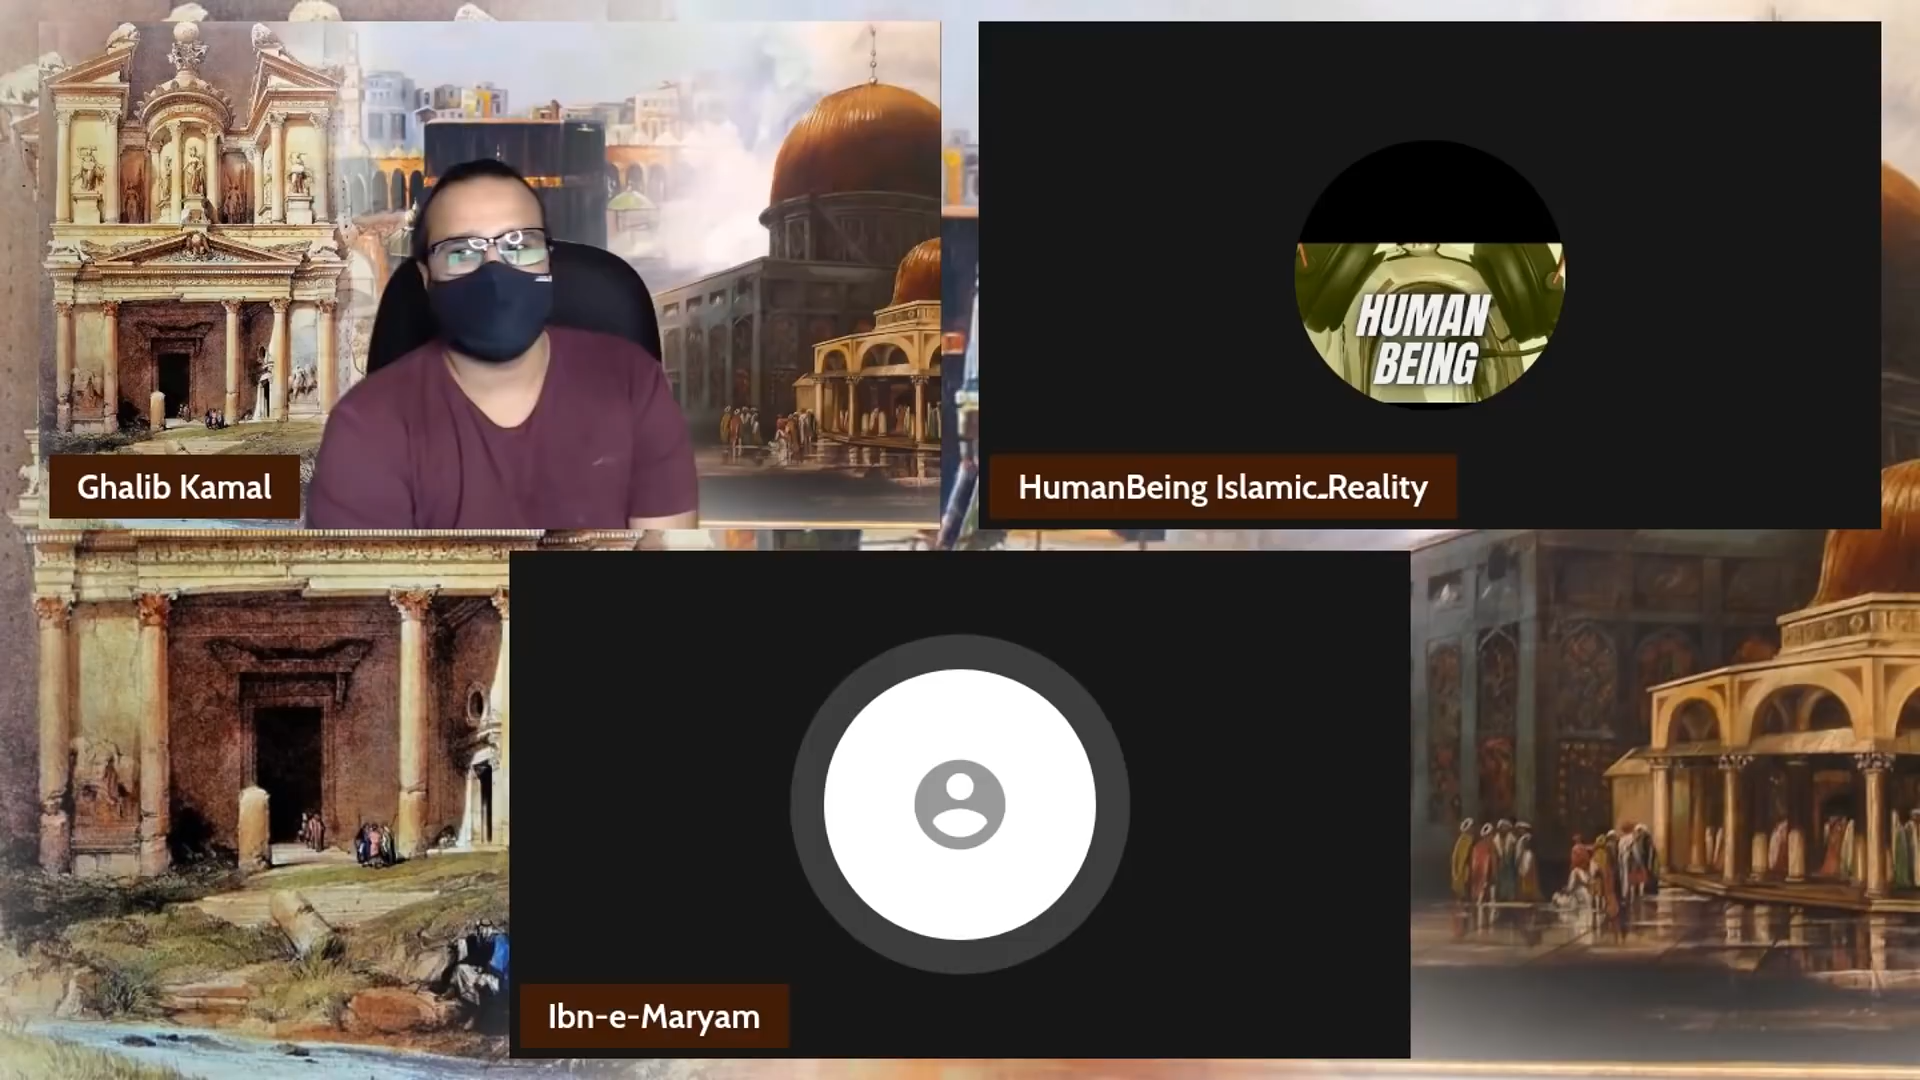 Ghalib Kamal
HUMAN
BEING
HumanBeing Islamic_Reality
Ibn-e-Maryam